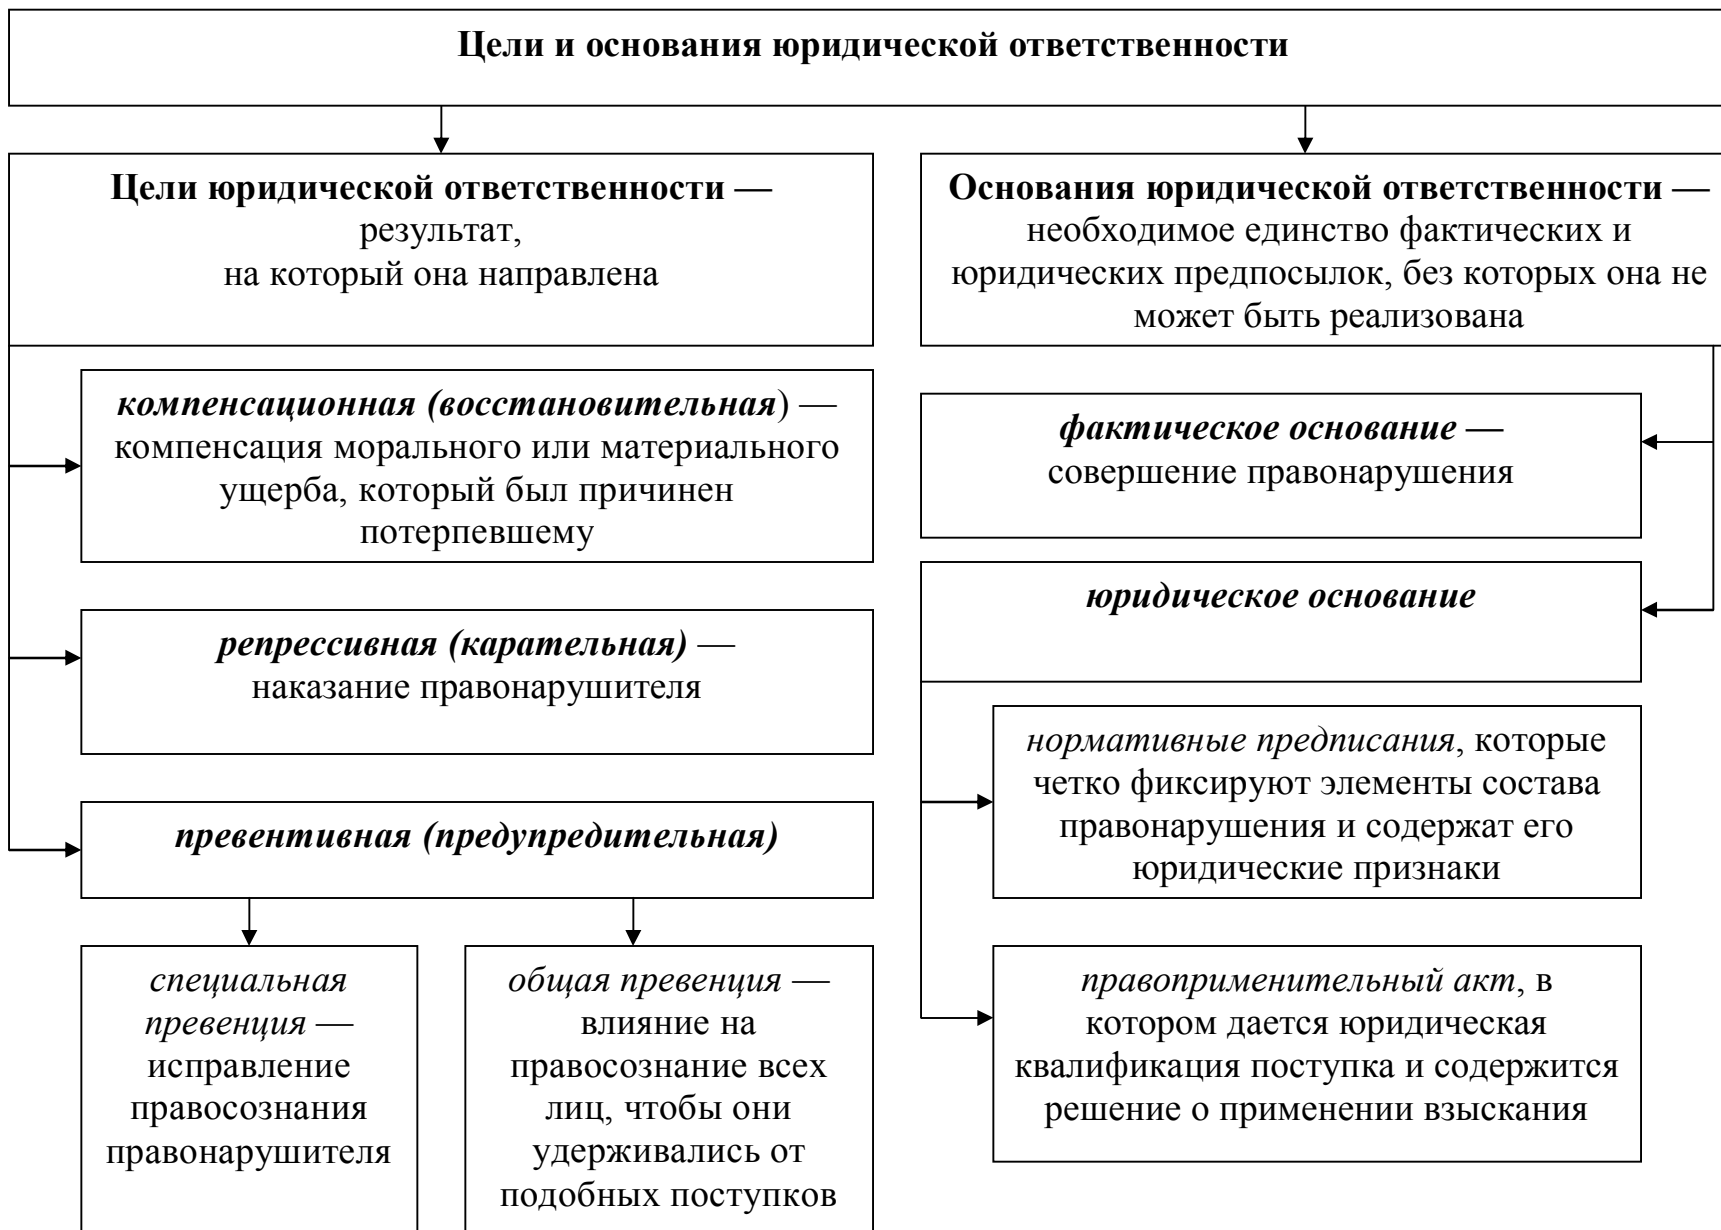 Цели и основания юридической ответственности
Цели юридической ответственности —
результат,
на который она направлена
компенсационная (восстановительная) —
компенсация морального или материального
ущерба, который был причинен
потерпевшему
репрессивная (карательная) —
наказание правонарушителя
превентивная (предупредительная)
специальная
превенция —
исправление
правосознания
правонарушителя
общая превенция —
влияние на
правосознание всех
лиц, чтобы они
удерживались от
подобных поступков
Основания юридической ответственности —
необходимое единство фактических и
юридических предпосылок, без которых она не
может быть реализована
фактическое основание —
совершение правонарушения
юридическое основание
нормативные предписания, которые
четко фиксируют элементы состава
правонарушения и содержат его
юридические признаки
правоприменительный акт, в
котором дается юридическая
квалификация поступка и содержится
решение о применении взыскания